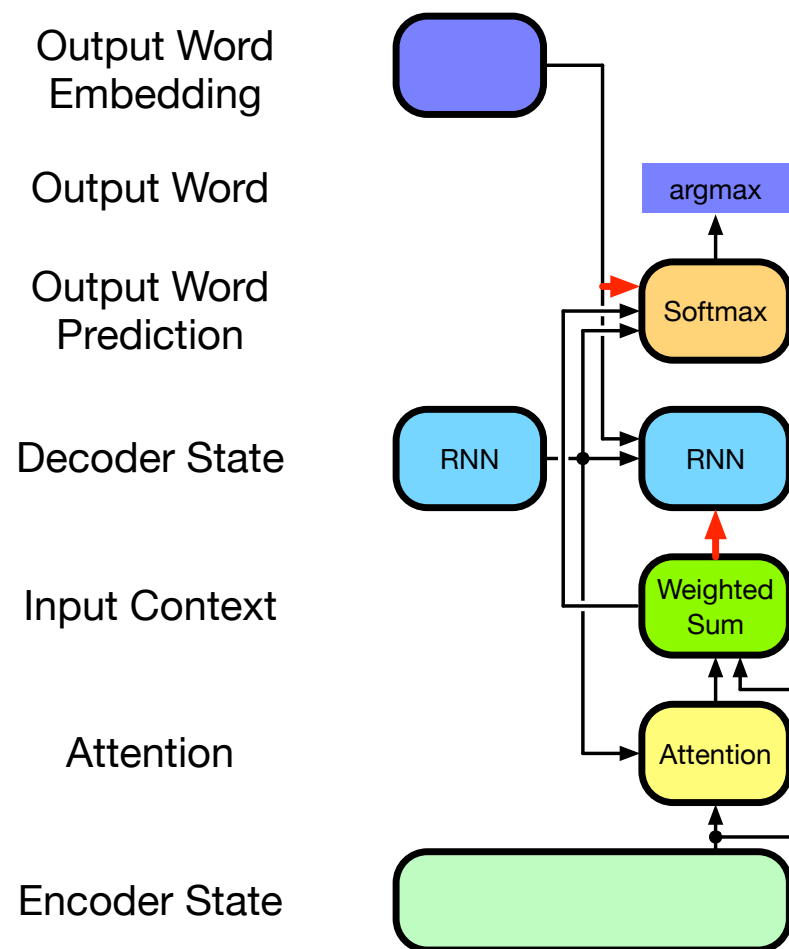 Output Word
Embedding
Output Word
argmax
Output Word
Prediction
Softmax
Decoder State
RNN
RNN
Input Context
Weighted
Sum
Attention
Attention
Encoder State